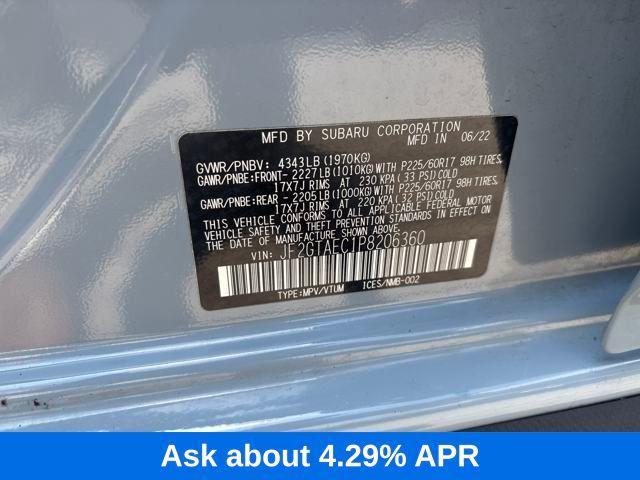 MFD BY SUBARU CORPORATION
MFD IN 06/22
GVWR/PNBV: 4343LB(1970KG)
GAWR/PNBE:FRONT- 2227LB(1010KG)WITH P225/60R17 98H TIRES,
17X7J RIMS AT 230 KPA(33 PSI)COLD
GAWR/PNBE:REAR - 2205LB(1000KG)WITH P225/60R17 98H TIRES,
17X7J RIMS AT 220 KPA(32 PSI)COLD
THIS VEHICLE CONFORMS TO ALL APPLICABLE FEDERAL MOTOR
VEHICLE SAFETY AND THEFT PREVENTION STANDARDS IN EFFECT
ON THE DATE OF MANUFACTURE SHOWN ABOVE.
VIN: JF2GTAEC1P8206360
TYPE:MPV/VTUM ICES/NMB-002
Ask about 4.29% APR